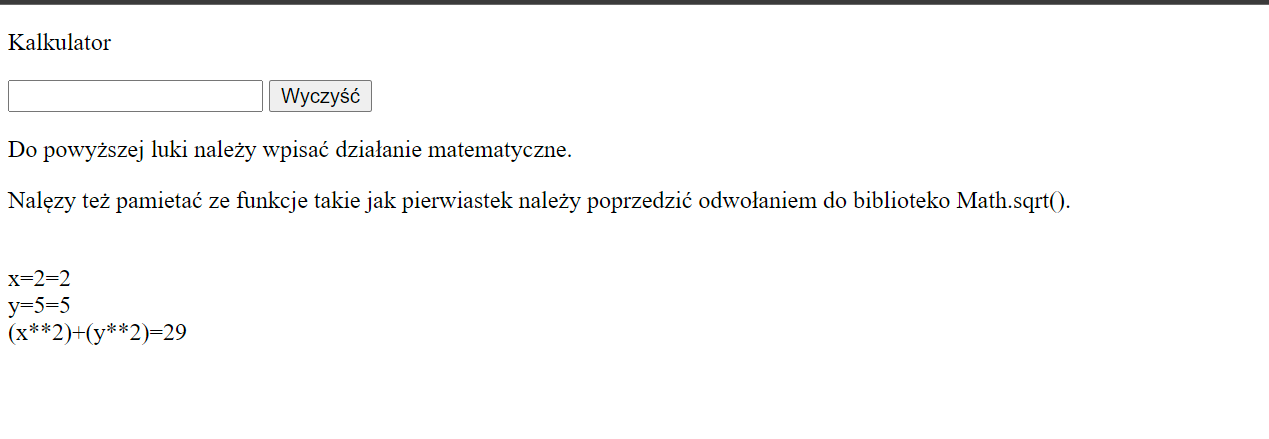 Kalkulator
Wyczyść
Do powyższej luki należy wpisać działanie matematyczne.
Nalęzy też pamietać ze funkcje takie jak pierwiastek należy poprzedzić odwołaniem do biblioteko Math.sqrt().
x=2=2
y=5=5
(x**2)+(y**2)=29